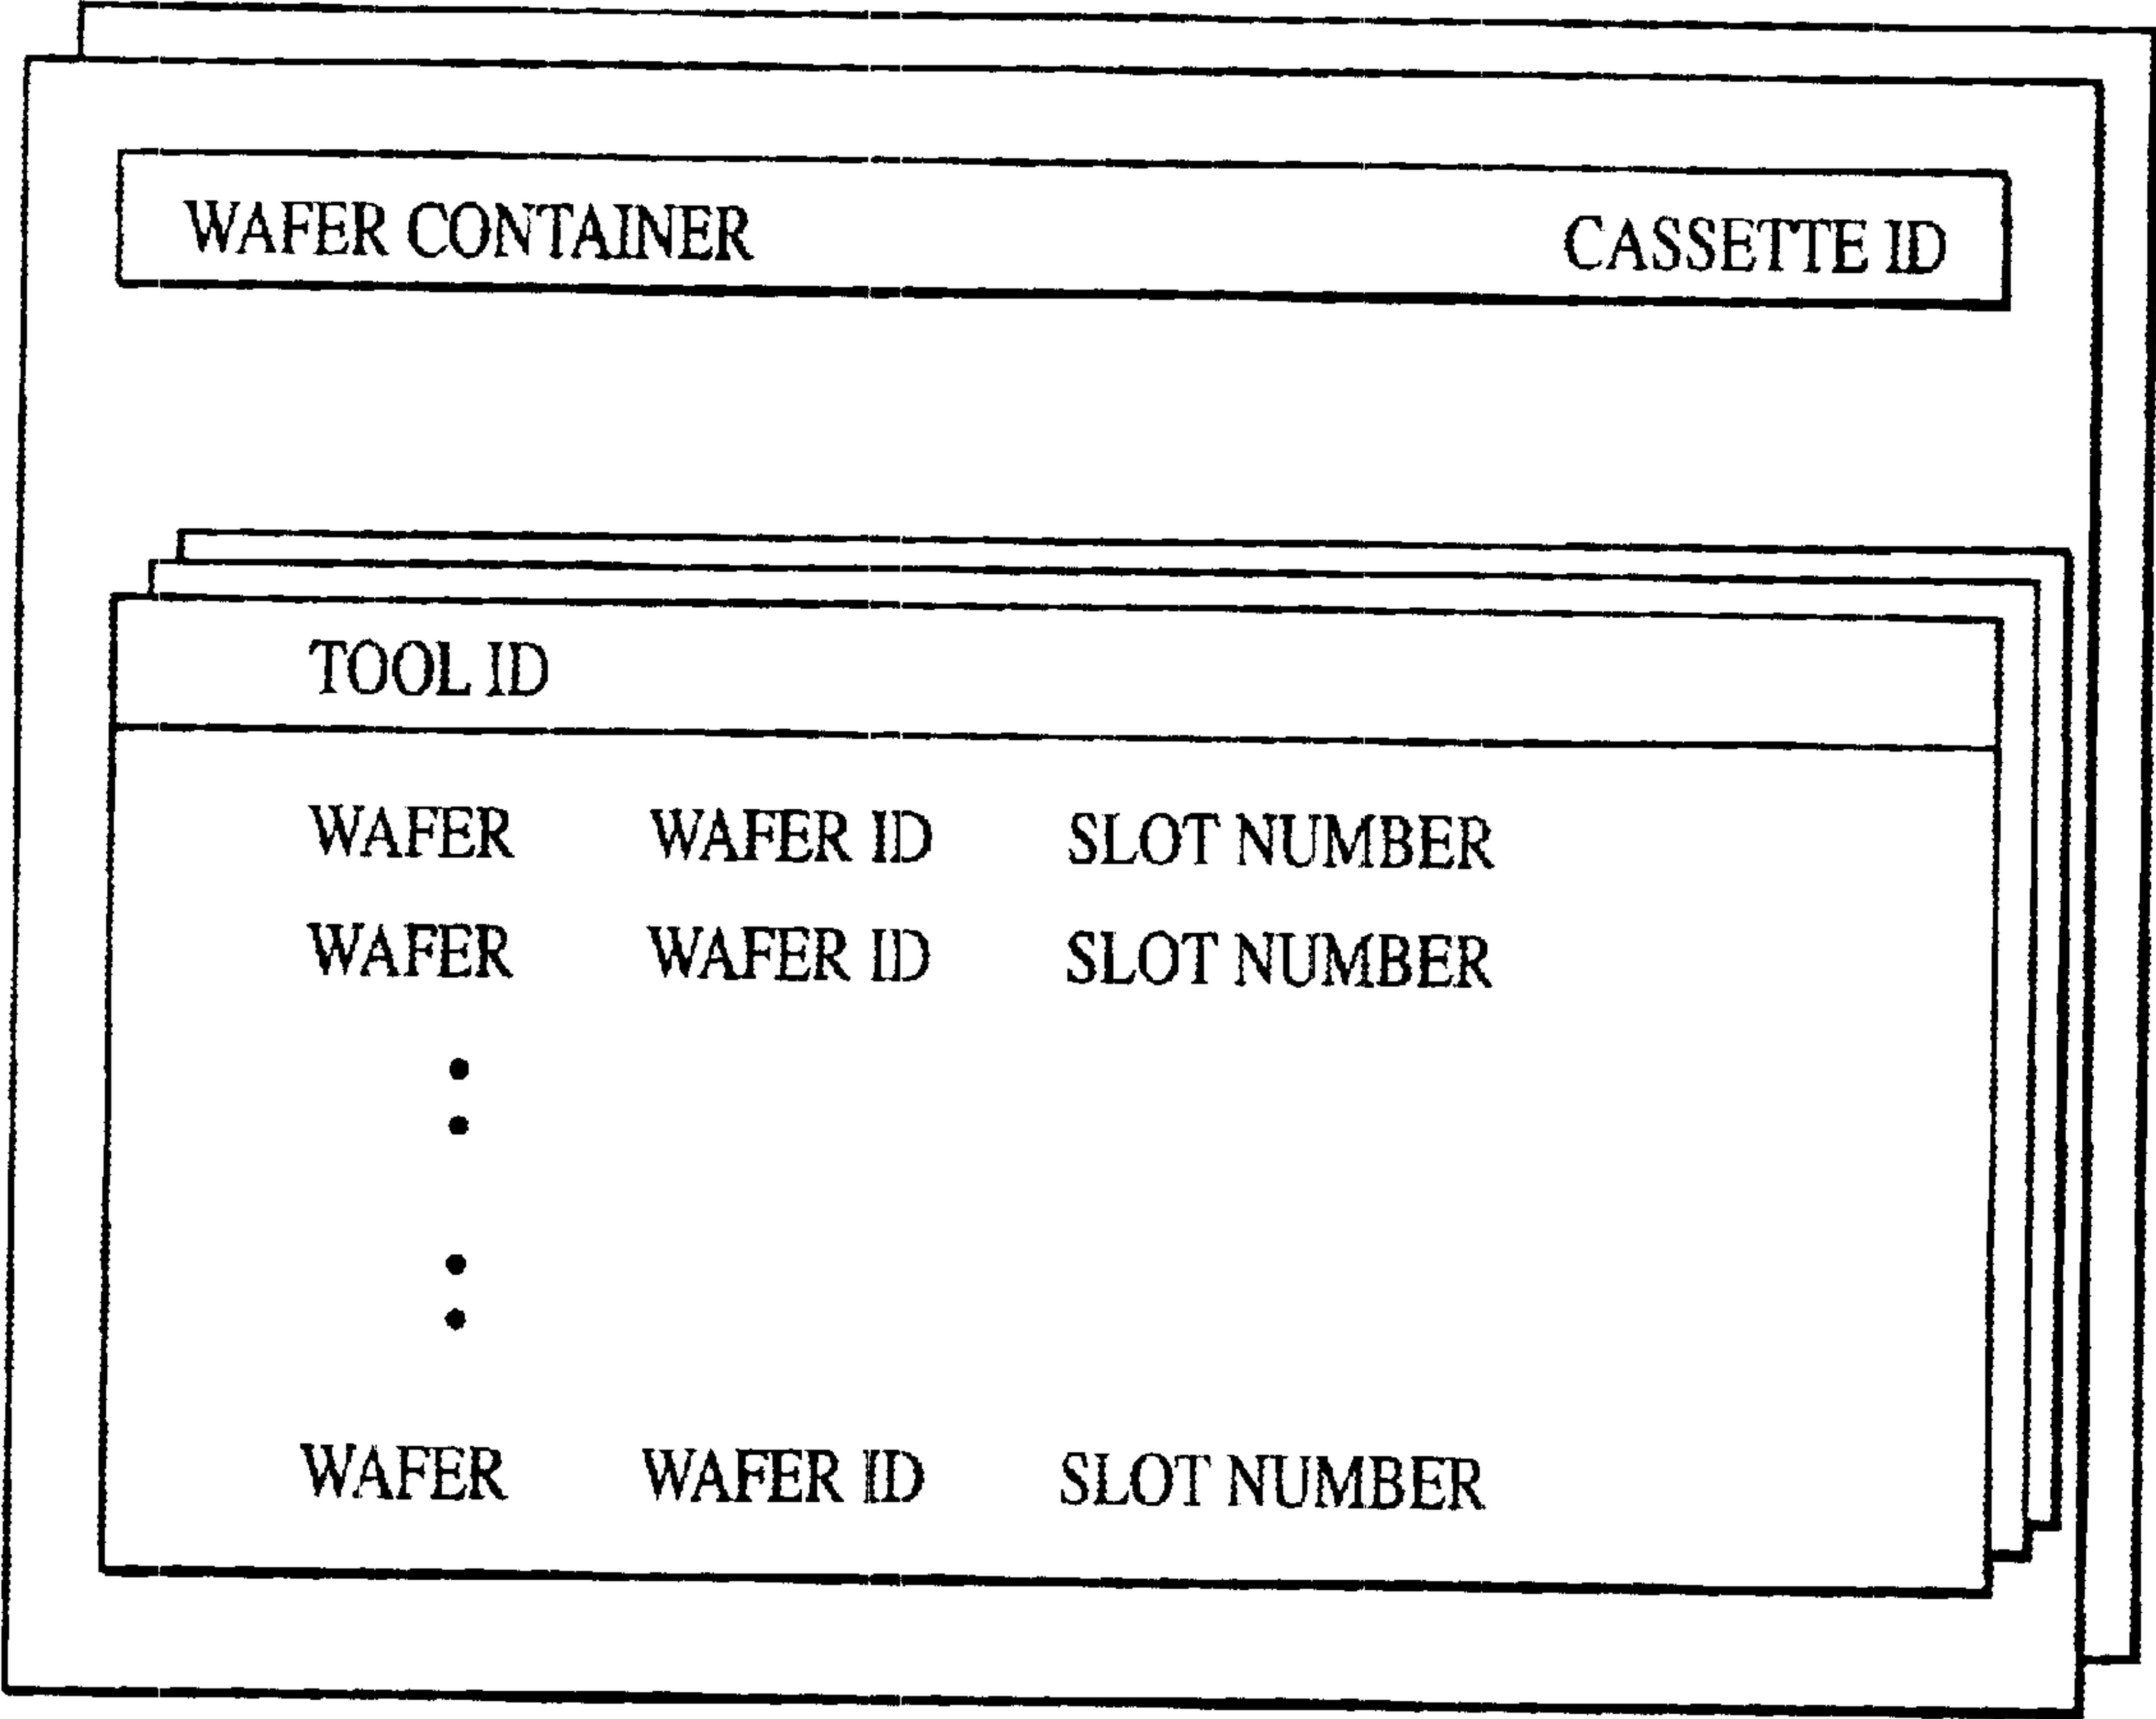 WAFER CONTAINER CASSETTE ID
TOOL ID
WAFER WAFER ID SLOT NUMBER
WAFER WAFER ID SLOT NUMBER
WAFER WAFER ID SLOT NUMBER